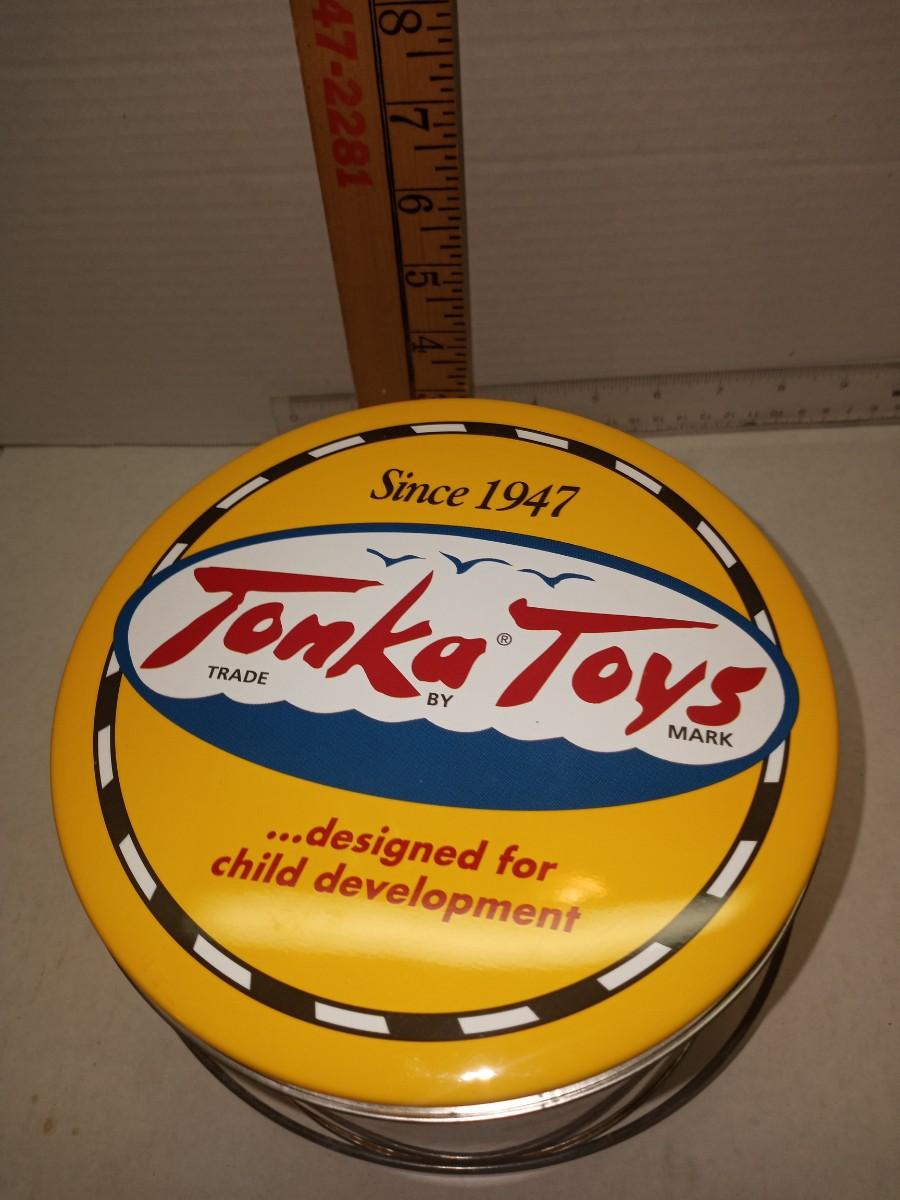 47-2281
8
7
6
5
4
Since 1947
Tonka® Toys
TRADE BY MARK
...designed for
child development